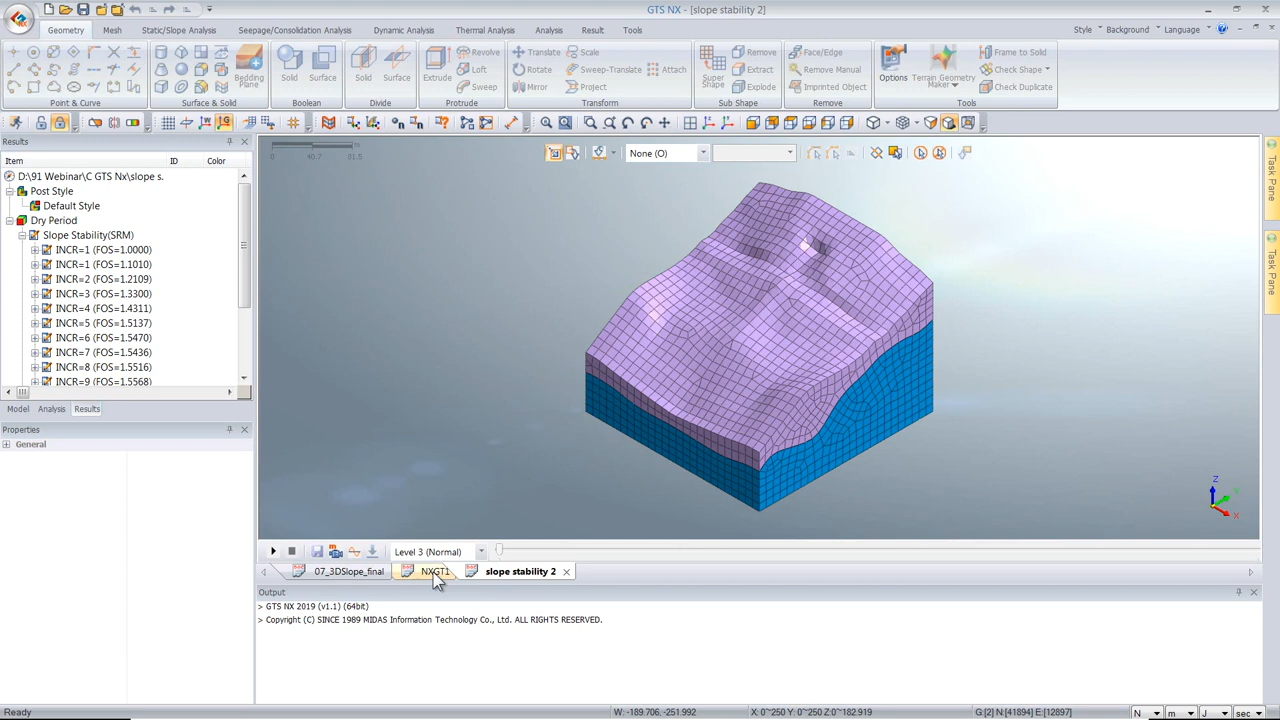 GTS NX - [slope stability 2]
Geometry Mesh Static/Slope Analysis Seepage/Consolidation Analysis Dynamic Analysis Thermal Analysis Analysis Result Tools Style Background Language
Bedding Plane
Point & Curve
Surface & Solid
Solid Surface
Boolean
Solid Surface
Divide
Extrude
Revolve
Loft
Sweep
Protrude
Translate Scale
Rotate Sweep-Translate Attach
Mirror Project
Transform
Super Shape
Remove
Extract
Explode
Sub Shape
Face/Edge
Remove Manual
Imprinted Object
Remove
Options
Terrain Geometry Maker
Frame to Solid
Check Shape
Check Duplicate
Tools
Results
Item ID Color
D:\91 Webinar\C GTS Nx\slope s.
Post Style
Default Style
Dry Period
Slope Stability(SRM)
INCR=1 (FOS=1.0000)
INCR=1 (FOS=1.1010)
INCR=2 (FOS=1.2109)
INCR=3 (FOS=1.3300)
INCR=4 (FOS=1.4311)
INCR=5 (FOS=1.5137)
INCR=6 (FOS=1.5470)
INCR=7 (FOS=1.5436)
INCR=8 (FOS=1.5516)
INCR=9 (FOS=1.5568)
Model Analysis Results
Properties
General
0 40.7 81.5
None (O)
Task Pane
Task Pane
Z
X
Level 3 (Normal)
07_3DSlope_final NXGT1 slope stability 2
Output
> GTS NX 2019 (v1.1) (64bit)
> Copyright (C) SINCE 1989 MIDAS Information Technology Co., Ltd. ALL RIGHTS RESERVED.
Ready W: -189.706, -251.992 X: 0~250 Y: 0~250 Z:0~182.919 G:[2] N[41894] E:[12897] N m J sec